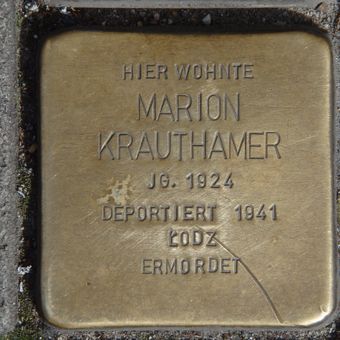 HIER WOHNTE
MARION
KRAUTHAMER
JG. 1924
DEPORTIERT 1941
ŁODZ
ERMORDET